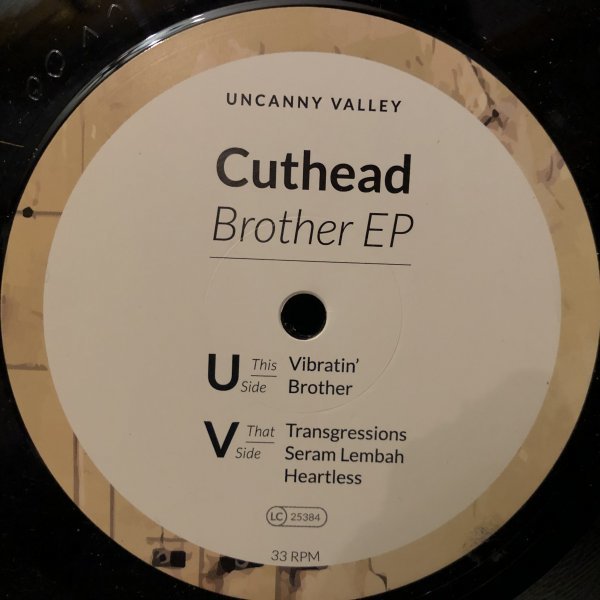 UNCANNY VALLEY
Cuthead
Brother EP
U This Side Vibratin'
Brother
V That Side Transgressions
Seram Lembah
Heartless
LC 25384
33 RPM